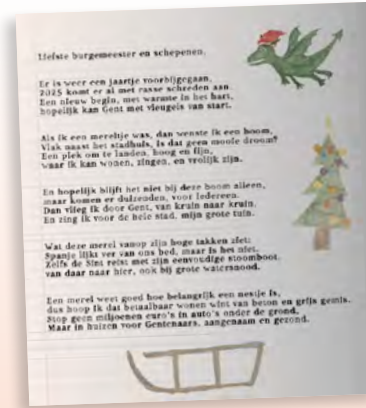 Liefste burgemeester en schepenen,
Er is weer een jaartje voorbijgegaan,
2025 komt er al met rasse schreden aan.
Een nieuw begin, met warmte in het hart,
hopelijk kan Gent met vleugels van start.
Als ik een mereltje was, dan wenste ik een boom,
Vlak naast het stadhuis, is dat geen mooie droom?
Een plek om te landen, hoog en fijn,
waar ik kan wonen, zingen, en vrolijk zijn.
En hopelijk blijft het niet bij deze boom alleen,
maar komen er duizenden, voor iedereen.
Dan vlieg ik door Gent, van kruin naar kruin,
En zing ik voor de hele stad, mijn grote tuin.
Wat deze merel vanop zijn hoge takken ziet:
Spanje lijkt ver van ons bed, maar is het niet.
Zelfs de Sint reist met zijn eenvoudige stoomboot,
van daar naar hier, ook bij grote watersnood.
Een merel weet goed hoe belangrijk een nestje is,
dus hoop ik dat betaalbaar wonen wint van beton en grijs gemis.
Stop geen miljoenen euro's in auto's onder de grond,
Maar in huizen voor Gentenaars, aangenaam en gezond.